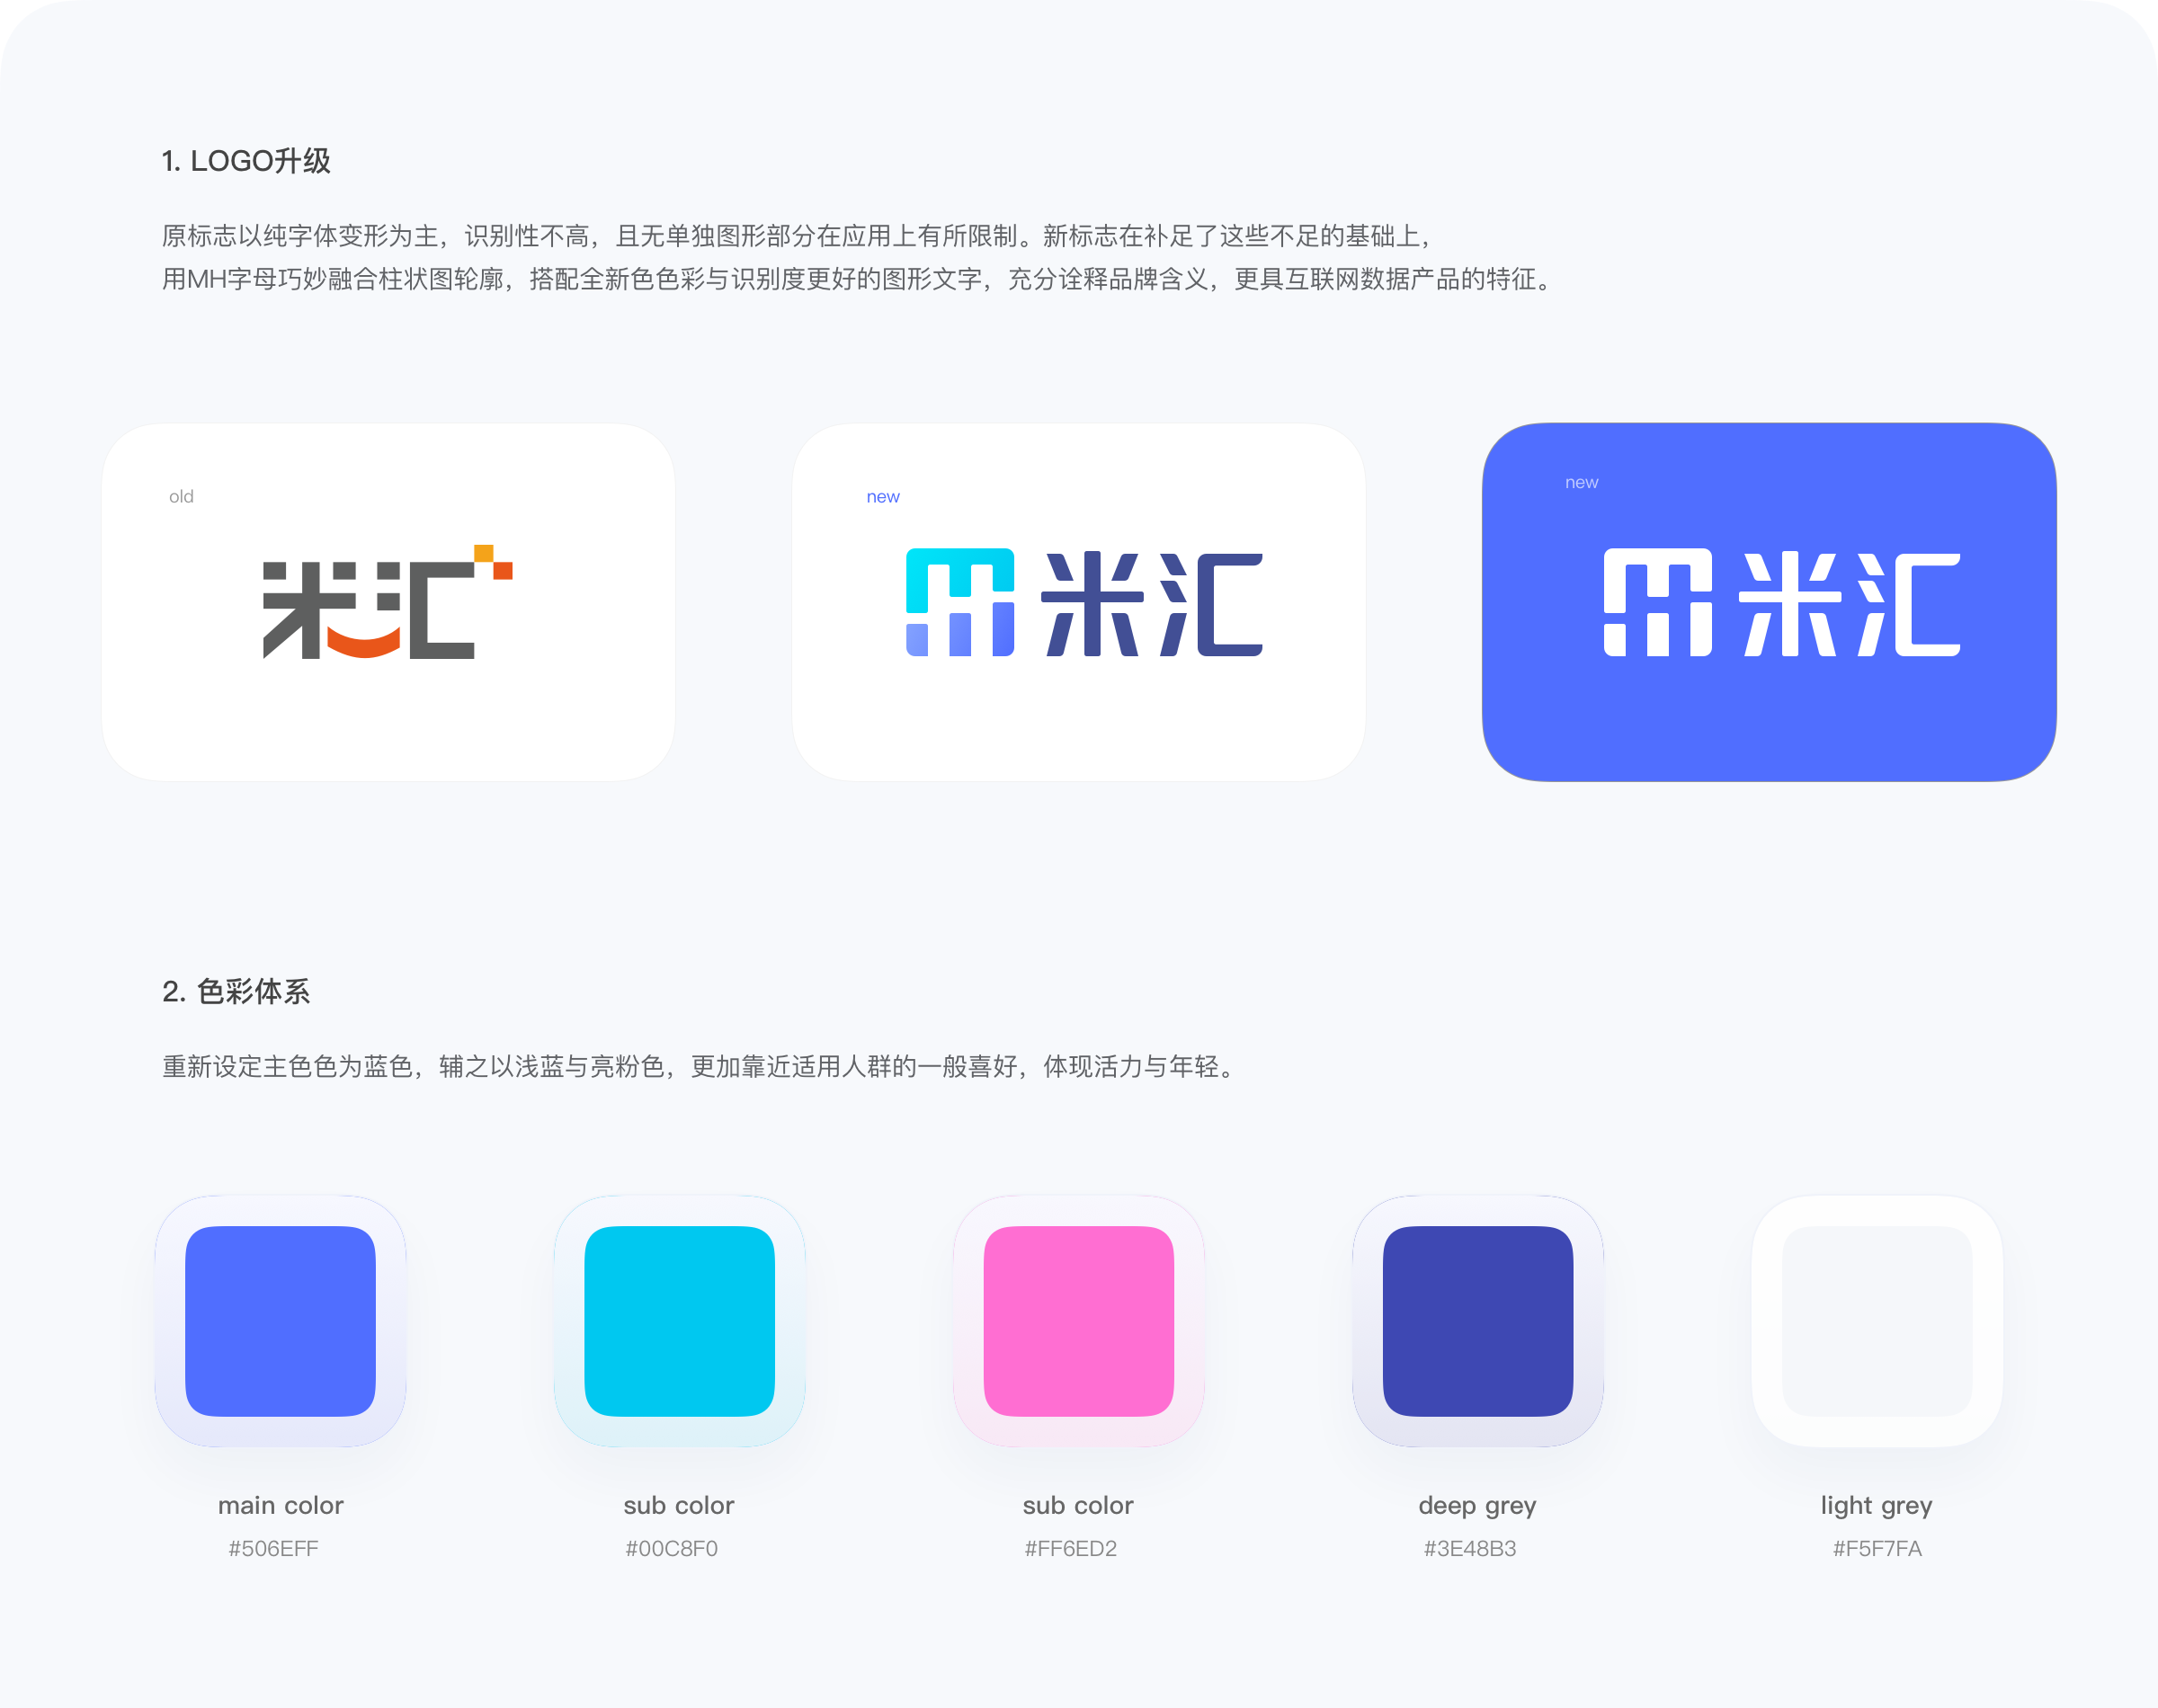 1. LOGO升级
原标志以纯字体变形为主，识别性不高，且无单独图形部分在应用上有所限制。新标志在补足了这些不足的基础上，
用MH字母巧妙融合柱状图轮廓，搭配全新色色彩与识别度更好的图形文字，充分诠释品牌含义，更具互联网数据产品的特征。
old
米汇
new
米汇
new
米汇
2. 色彩体系
重新设定主色色为蓝色，辅之以浅蓝与亮粉色，更加靠近适用人群的一般喜好，体现活力与年轻。
main color
#506EFF
sub color
#00C8F0
sub color
#FF6ED2
deep grey
#3E48B3
light grey
#F5F7FA